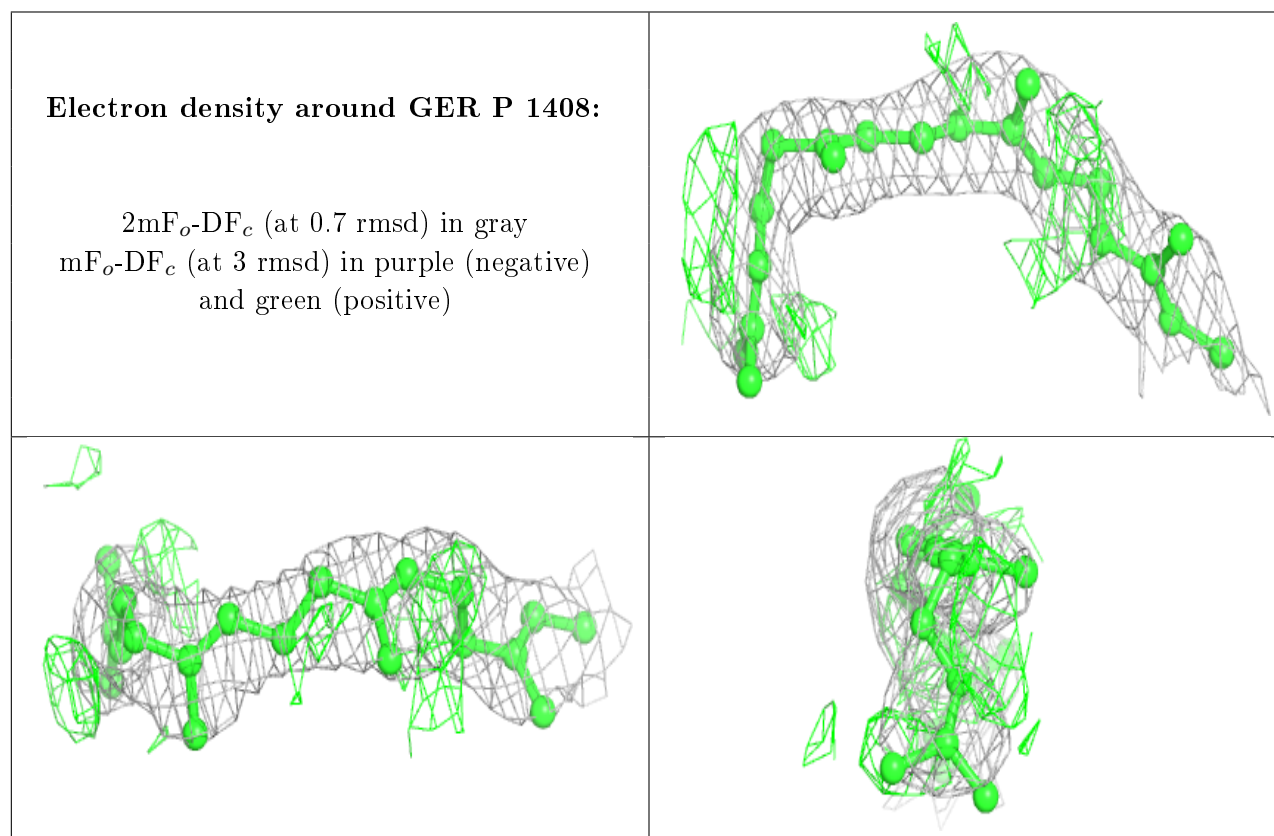 Electron density around GER P 1408:
2mFo-DFc (at 0.7 rmsd) in gray
mFo-DFc (at 3 rmsd) in purple (negative)
and green (positive)